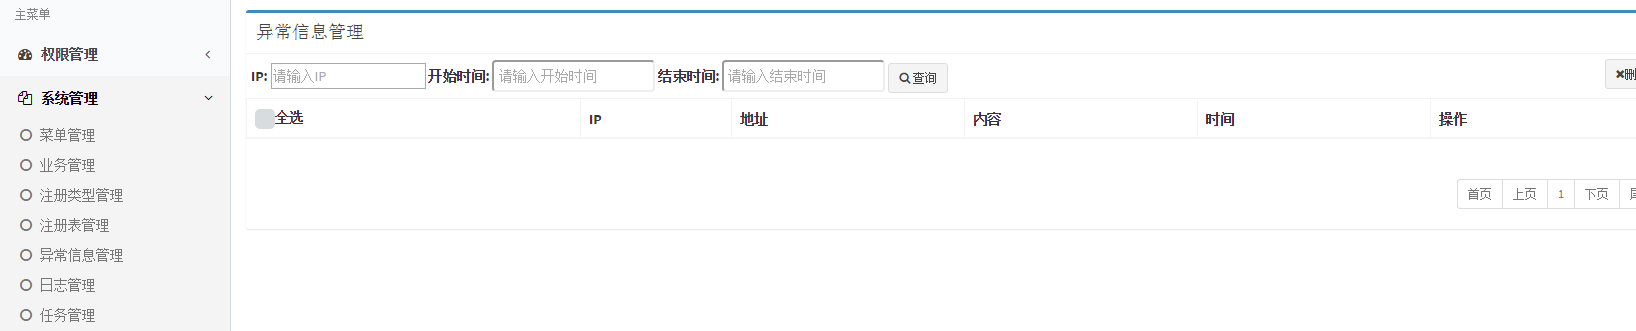 主菜单
权限管理
系统管理
菜单管理
业务管理
注册类型管理
注册表管理
异常信息管理
日志管理
任务管理
异常信息管理
IP: 请输入IP 开始时间: 请输入开始时间 结束时间: 请输入结束时间 查询
全选 IP 地址 内容 时间 操作
首页 上页 1 下页